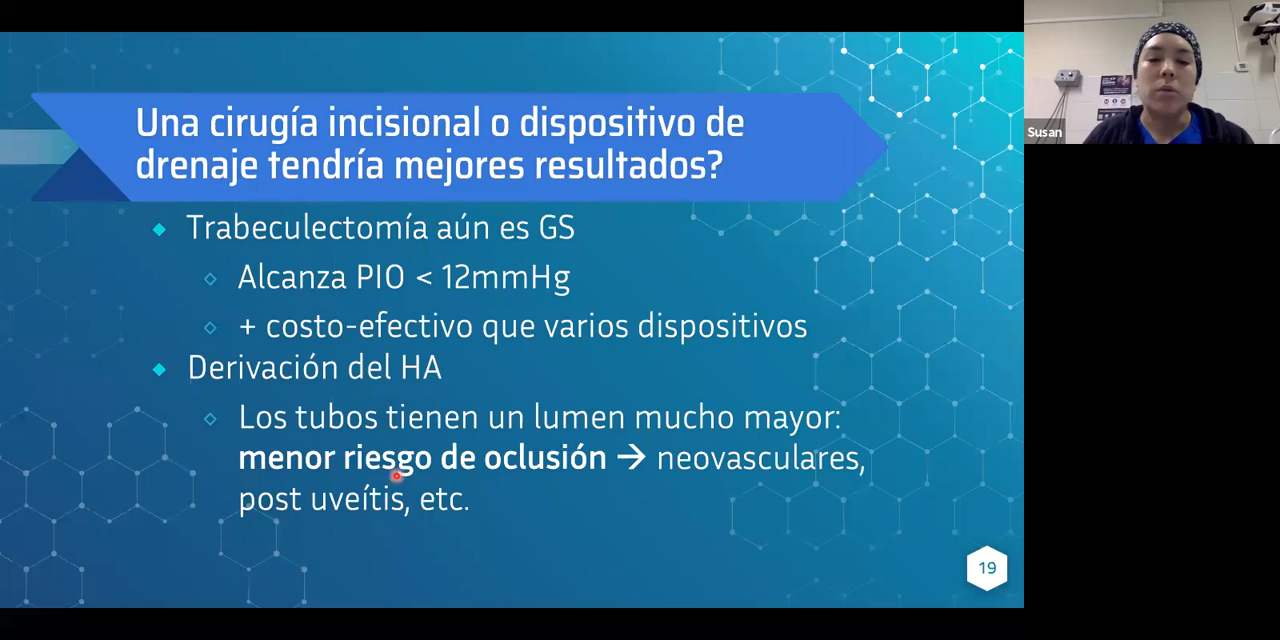 Una cirugía incisional o dispositivo de
drenaje tendría mejores resultados?
Trabeculectomía aún es GS
Alcanza PIO < 12mmHg
+ costo-efectivo que varios dispositivos
Derivación del HA
Los tubos tienen un lumen mucho mayor:
menor riesgo de oclusión → neovasculares,
post uveítis, etc.
19
Susan